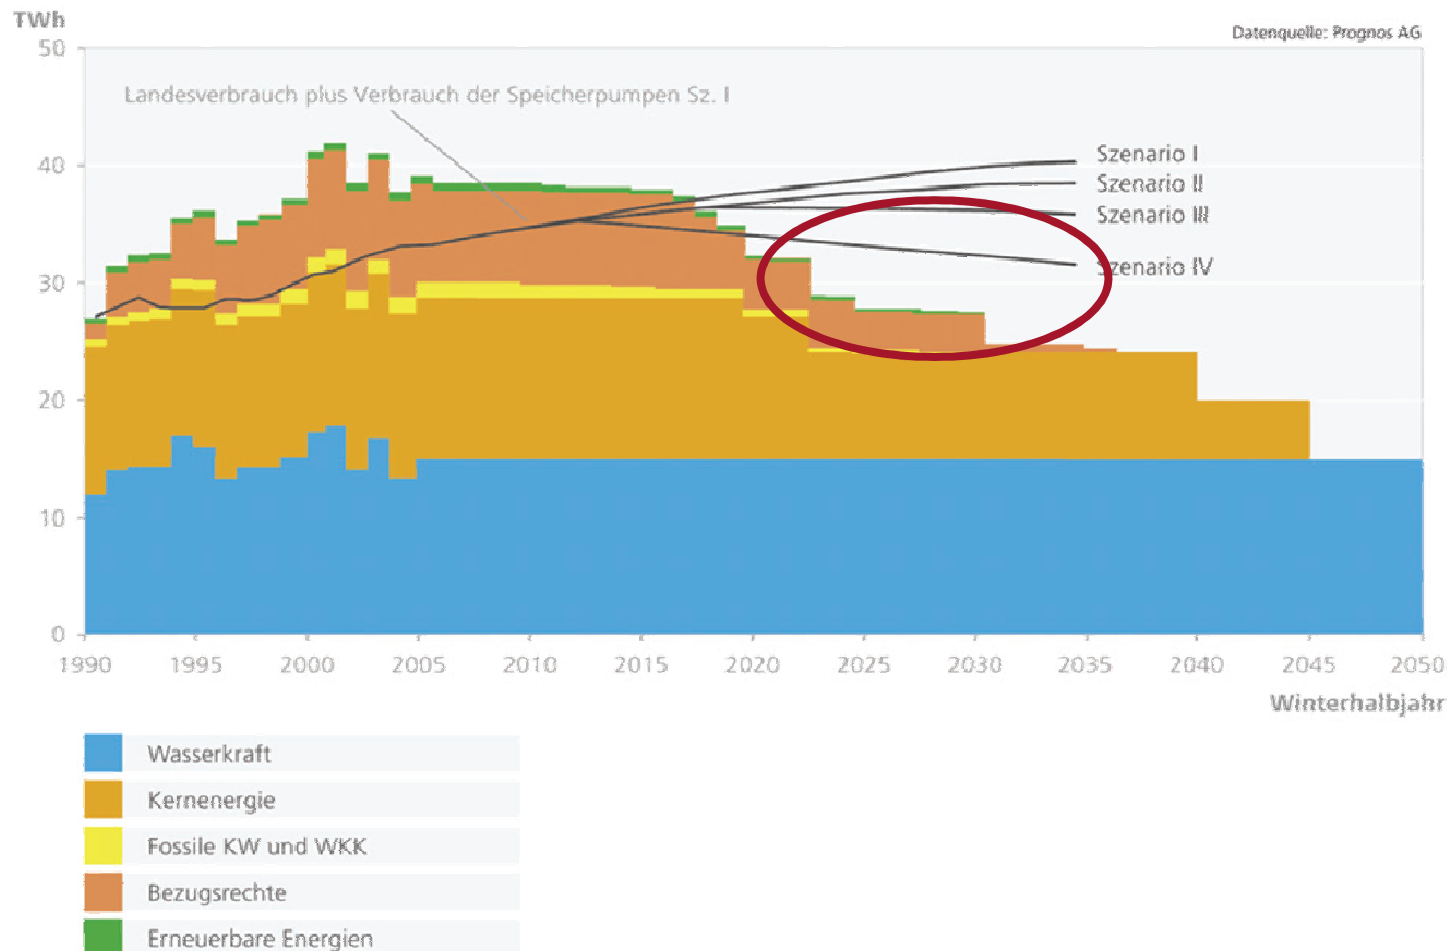 TWh
Datenquelle: Prognos AG
50
Landesverbrauch plus Verbrauch der Speicherpumpen Sz. I
40
30
20
10
0
Szenario I
Szenario II
Szenario III
Szenario IV
1990 1995 2000 2005 2010 2015 2020 2025 2030 2035 2040 2045 2050
Winterhalbjahr
Wasserkraft
Kernenergie
Fossile KW und WKK
Bezugsrechte
Erneuerbare Energien